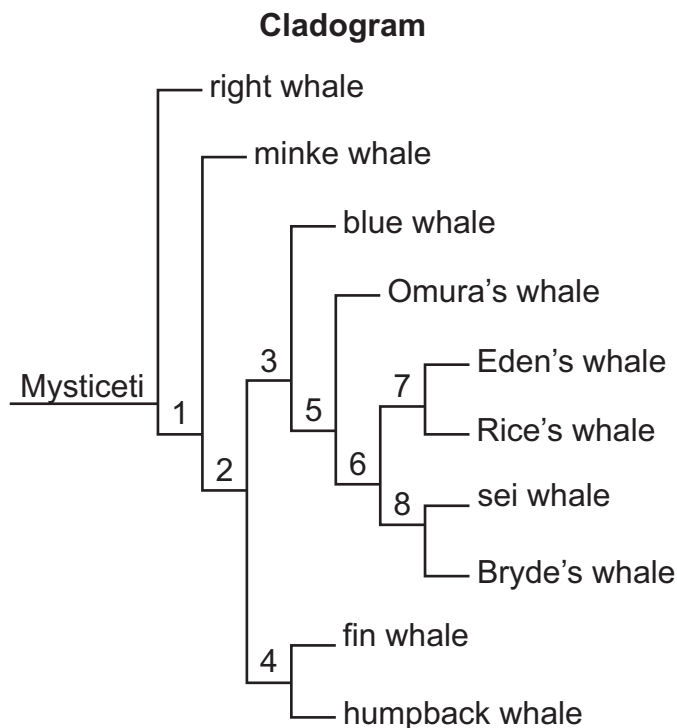 Cladogram
right whale
minke whale
blue whale
Omura's whale
3
7
Eden's whale
Mysticeti
1
5
Rice's whale
2
6
8
sei whale
Bryde's whale
fin whale
4
humpback whale